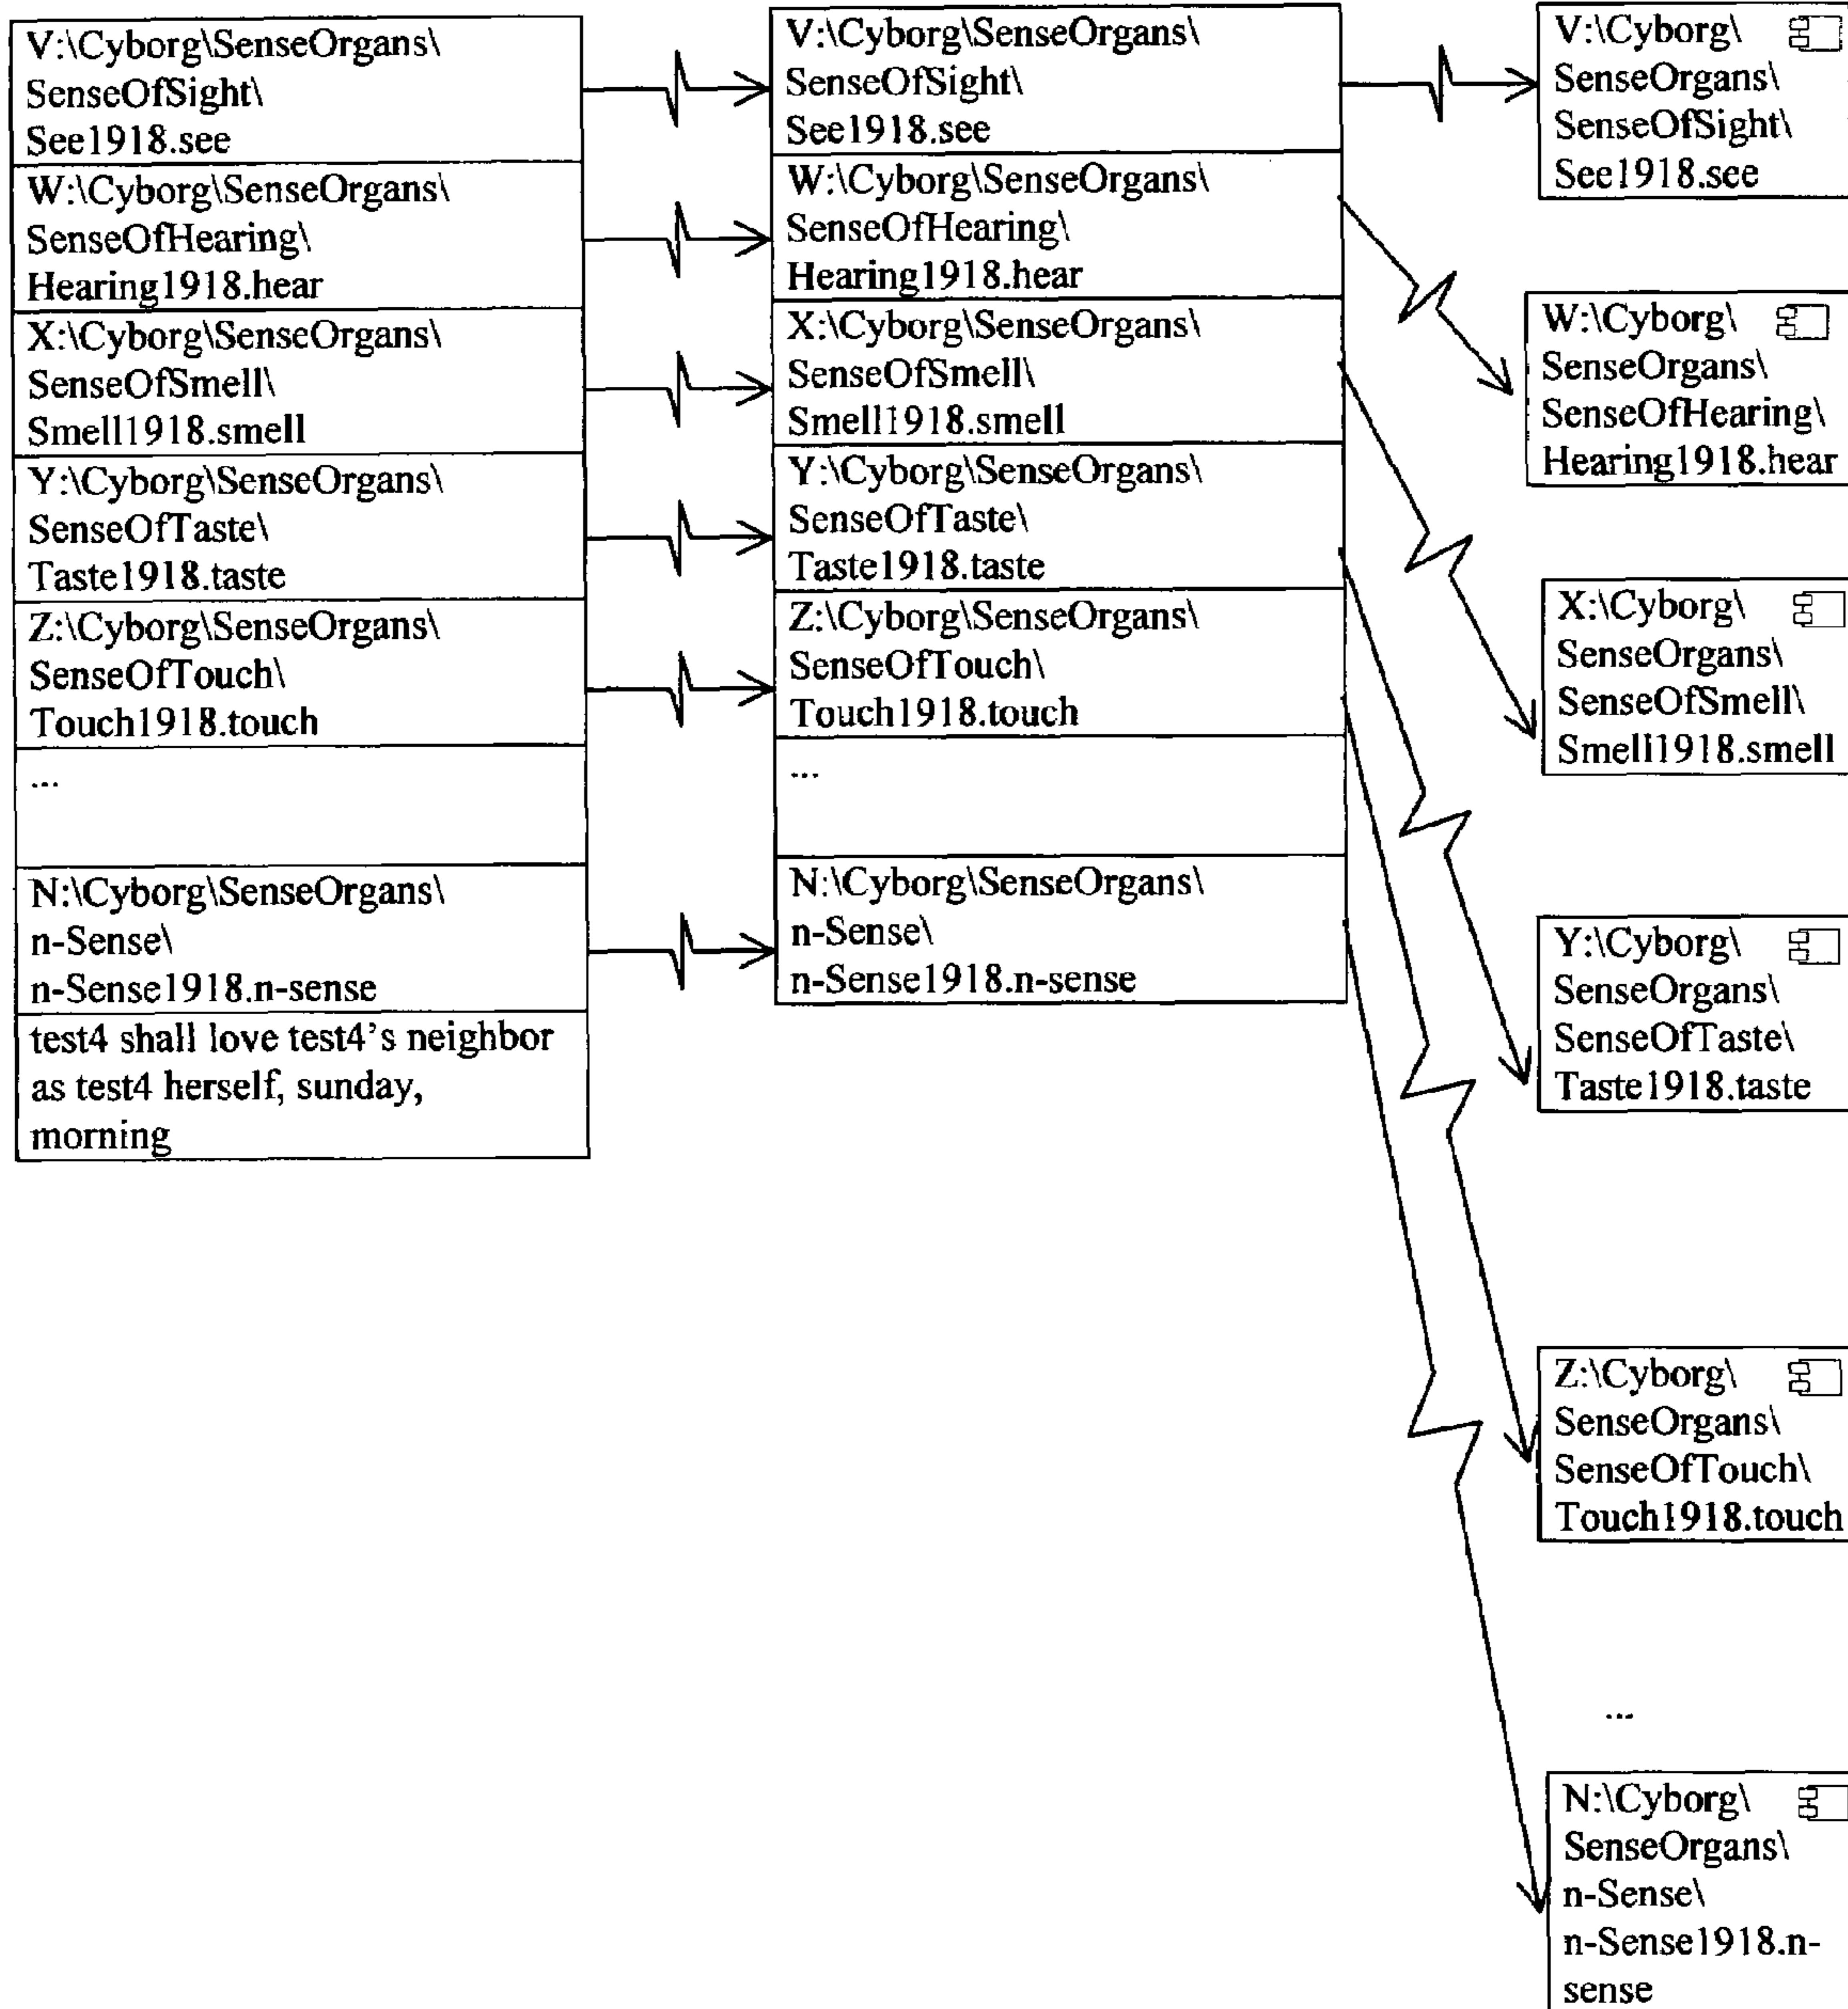 V:\Cyborg\SenseOrgans\
SenseOfSight\
See1918.see
W:\Cyborg\SenseOrgans\
SenseOfHearing\
Hearing1918.hear
X:\Cyborg\SenseOrgans\
SenseOfSmell\
Smell1918.smell
Y:\Cyborg\SenseOrgans\
SenseOfTaste\
Taste1918.taste
Z:\Cyborg\SenseOrgans\
SenseOfTouch\
Touch1918.touch
...
N:\Cyborg\SenseOrgans\
n-Sense\
n-Sense1918.n-sense
test4 shall love test4’s neighbor
as test4 herself, sunday,
morning
V:\Cyborg\SenseOrgans\
SenseOfSight\
See1918.see
W:\Cyborg\SenseOrgans\
SenseOfHearing\
Hearing1918.hear
X:\Cyborg\SenseOrgans\
SenseOfSmell\
Smell1918.smell
Y:\Cyborg\SenseOrgans\
SenseOfTaste\
Taste1918.taste
Z:\Cyborg\SenseOrgans\
SenseOfTouch\
Touch1918.touch
...
N:\Cyborg\SenseOrgans\
n-Sense\
n-Sense1918.n-sense
V:\Cyborg\
SenseOrgans\
SenseOfSight\
See1918.see
W:\Cyborg\
SenseOrgans\
SenseOfHearing\
Hearing1918.hear
X:\Cyborg\
SenseOrgans\
SenseOfSmell\
Smell1918.smell
Y:\Cyborg\
SenseOrgans\
SenseOfTaste\
Taste1918.taste
Z:\Cyborg\
SenseOrgans\
SenseOfTouch\
Touch1918.touch
...
N:\Cyborg\
SenseOrgans\
n-Sense\
n-Sense1918.n-
sense